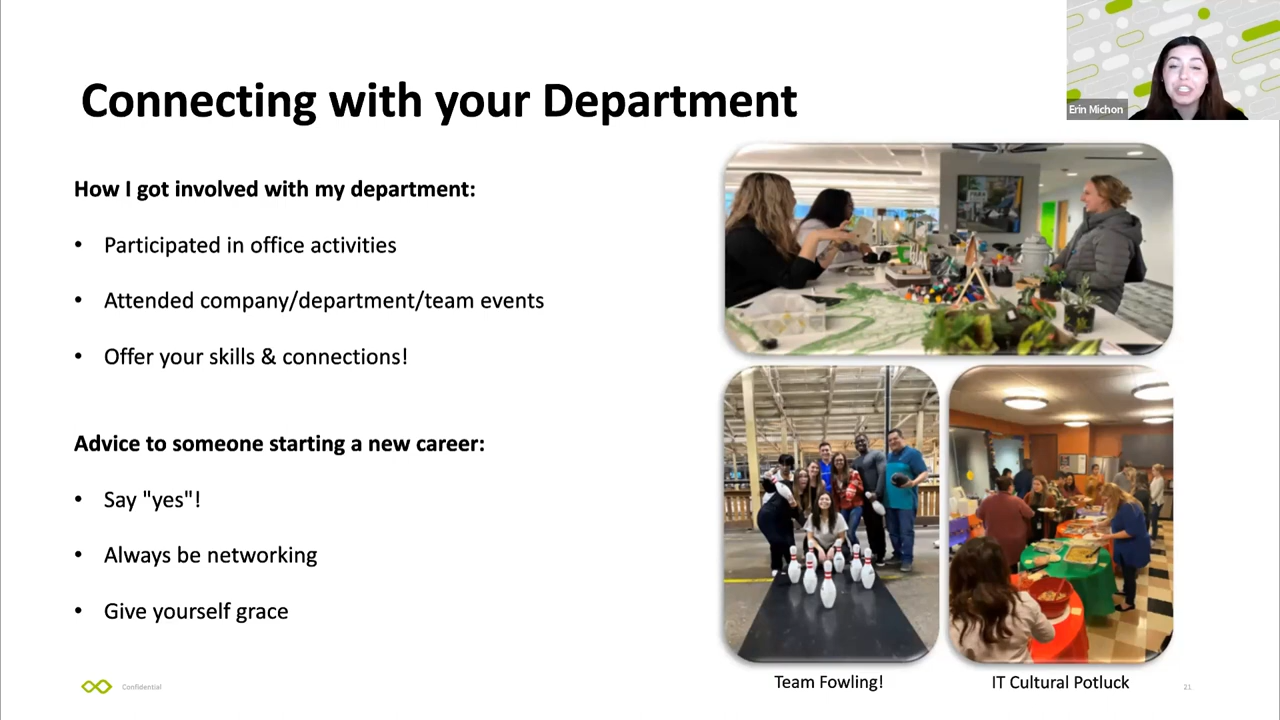 Connecting with your Department
Erin Michon
How I got involved with my department:
• Participated in office activities
• Attended company/department/team events
• Offer your skills & connections!
Advice to someone starting a new career:
• Say "yes"!
• Always be networking
• Give yourself grace
Team Fowling!
IT Cultural Potluck
Confidential
21